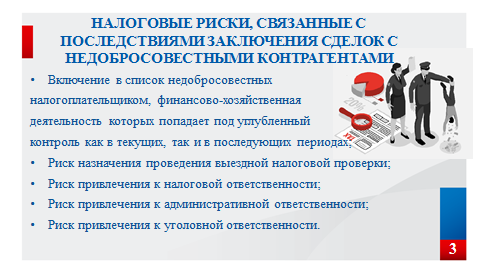 НАЛОГОВЫЕ РИСКИ, СВЯЗАННЫЕ С
ПОСЛЕДСТВИЯМИ ЗАКЛЮЧЕНИЯ СДЕЛОК С
НЕДОБРОСОВЕСТНЫМИ КОНТРАГЕНТАМИ
• Включение в список недобросовестных
налогоплательщиком, финансово-хозяйственная
деятельность которых попадает под углубленный
контроль как в текущих, так и в последующих периодах;
• Риск назначения проведения выездной налоговой проверки;
• Риск привлечения к налоговой ответственности;
• Риск привлечения к административной ответственности;
• Риск привлечения к уголовной ответственности.
TAX
3